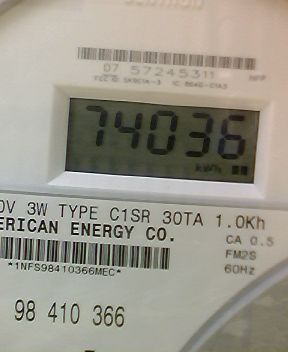 07 57245311
74036
kWh
0V 3W TYPE C1SR 30TA 1.0Kh
ERICAN ENERGY CO.
CA 0.5
FM2S
60Hz
*1NFS98410366MEC*
98 410 366